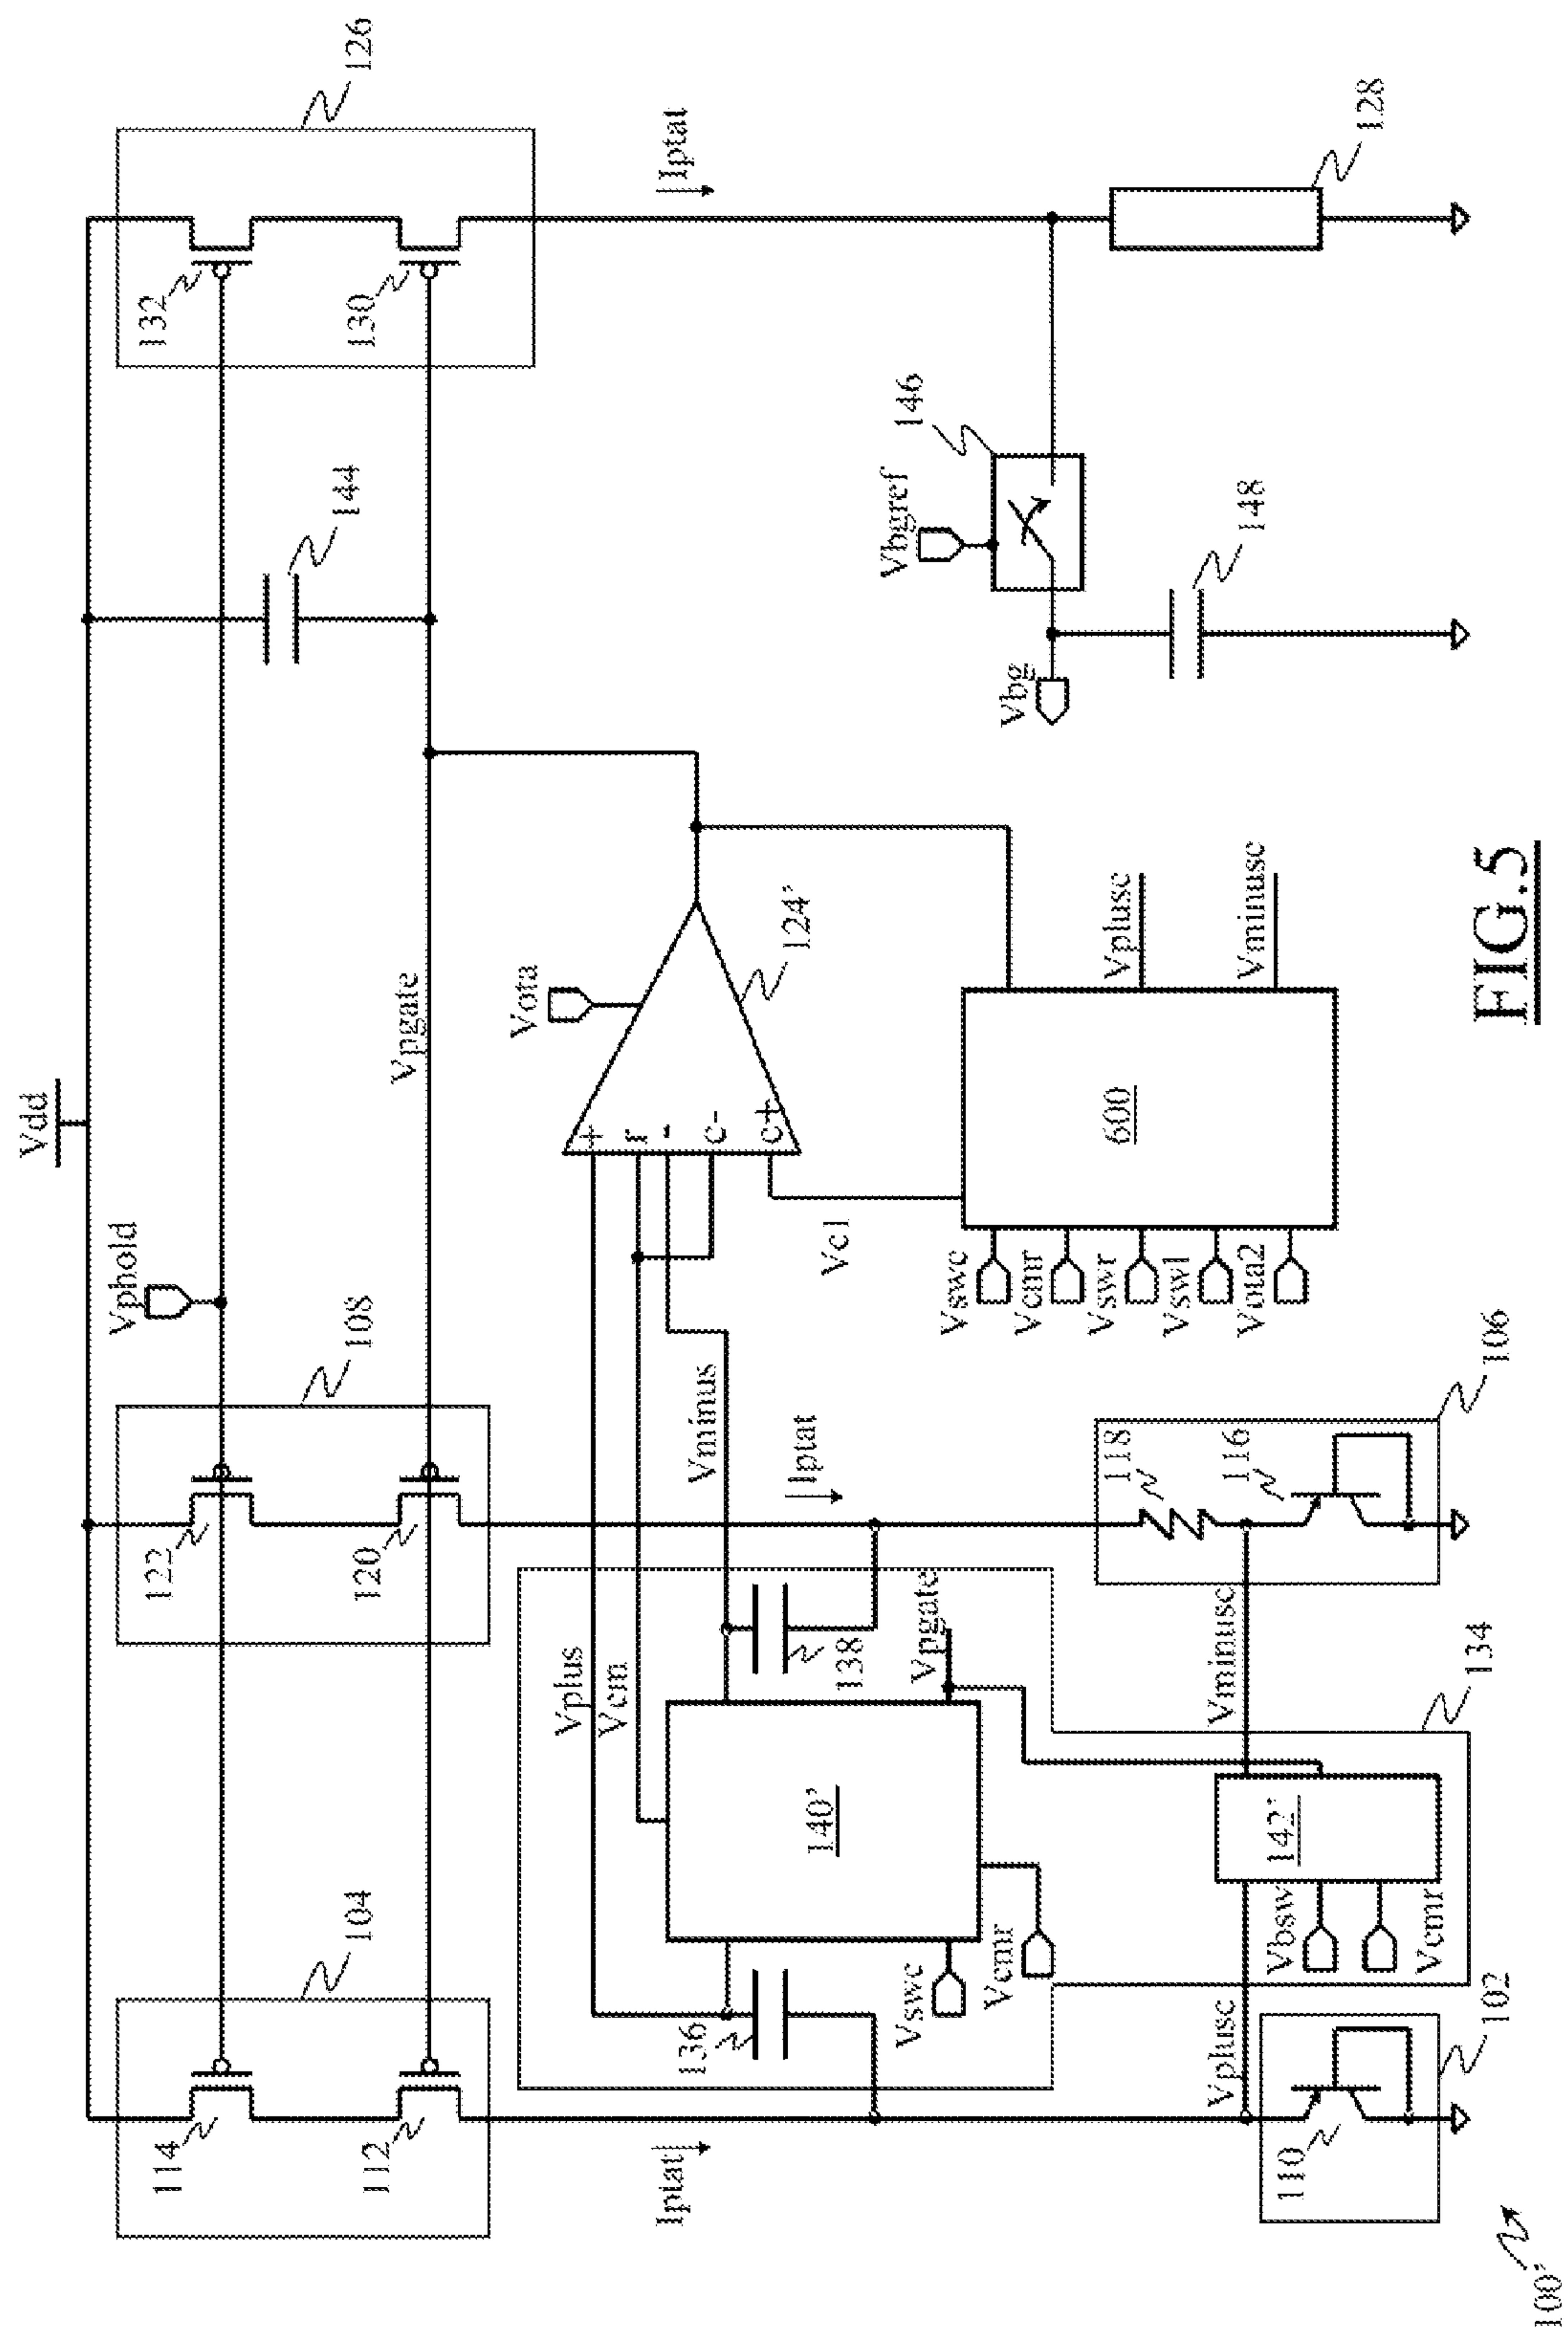 Vdd
126
104
108
Vphold
114
122
132
144
112
120
130
Vpgate
Iptat
Iptat
Iptat
Vplus
Vcm
Vminus
+
r
-
c-
c+
Vota
124'
136
138
140'
Vswc
Vcmr
Vpgate
134
Vc1
600
Vswc
Vcmr
Vswr
Vsw1
Vota2
Vplusc
Vminusc
Vbgref
146
Vbg
148
128
Vplusc
Vminusc
142'
Vbsw
Vcmr
110
102
118
116
106
100'
FIG.5